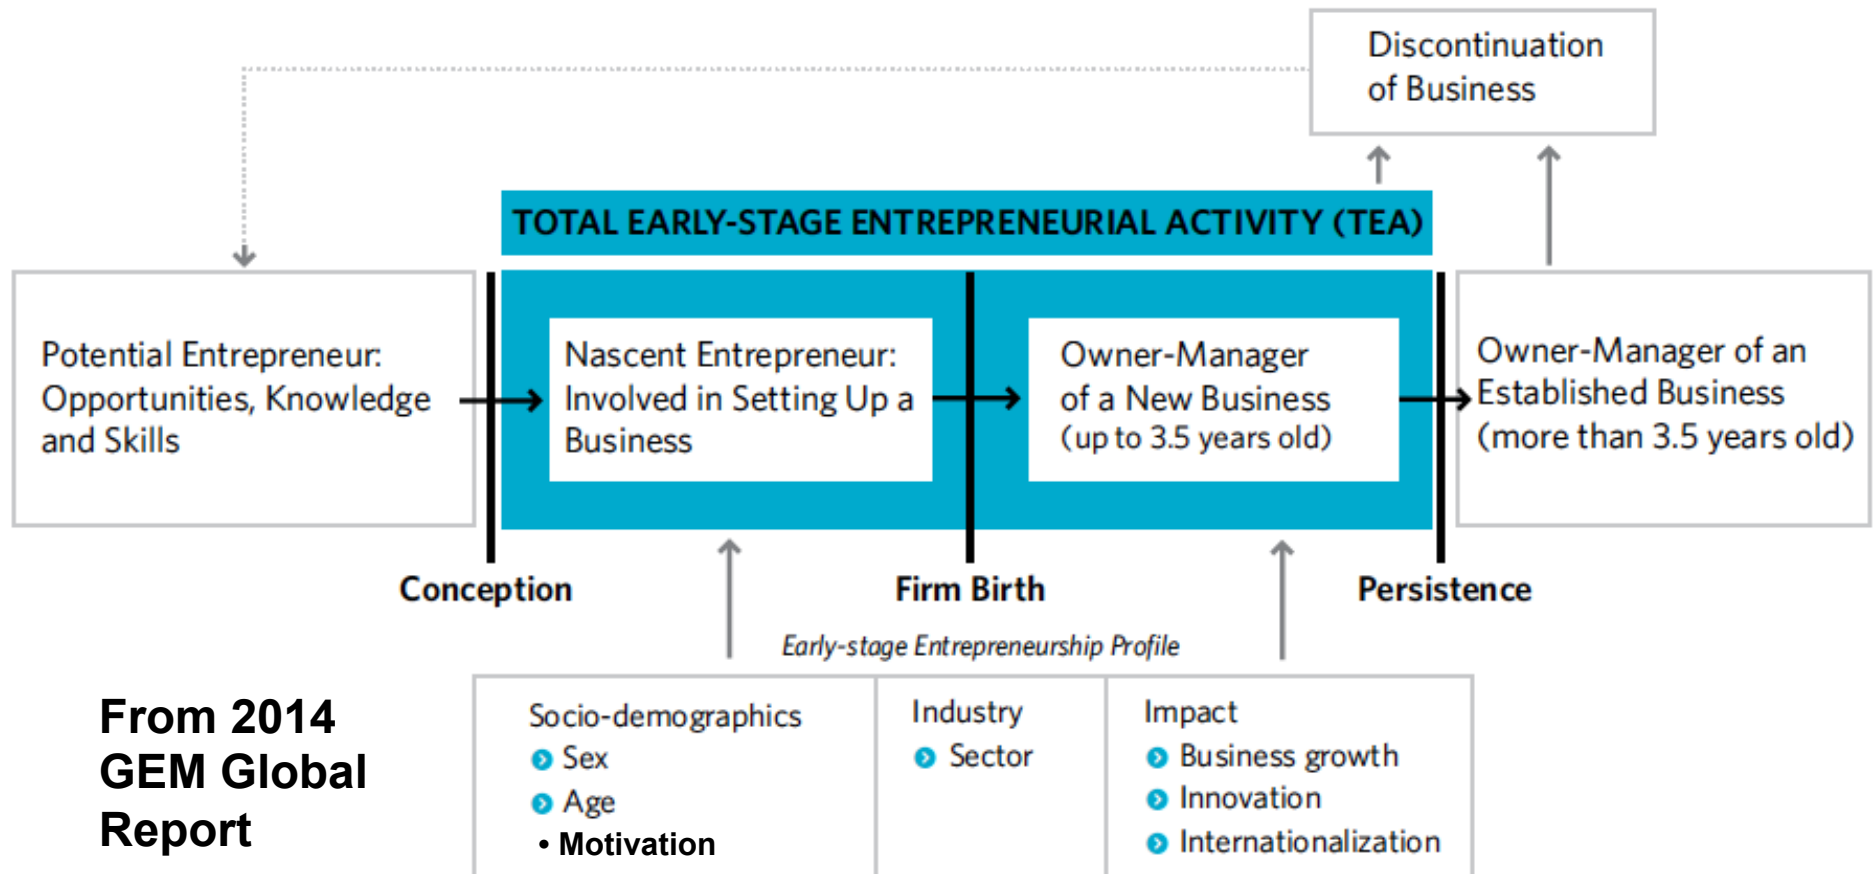 Discontinuation
of Business
TOTAL EARLY-STAGE ENTREPRENEURIAL ACTIVITY (TEA)
Potential Entrepreneur:
Opportunities, Knowledge
and Skills
Nascent Entrepreneur:
Involved in Setting Up a
Business
Owner-Manager
of a New Business
(up to 3.5 years old)
Owner-Manager of an
Established Business
(more than 3.5 years old)
Conception
Firm Birth
Persistence
Early-stage Entrepreneurship Profile
From 2014
GEM Global
Report
Socio-demographics
Sex
Age
• Motivation
Industry
Sector
Impact
Business growth
Innovation
Internationalization